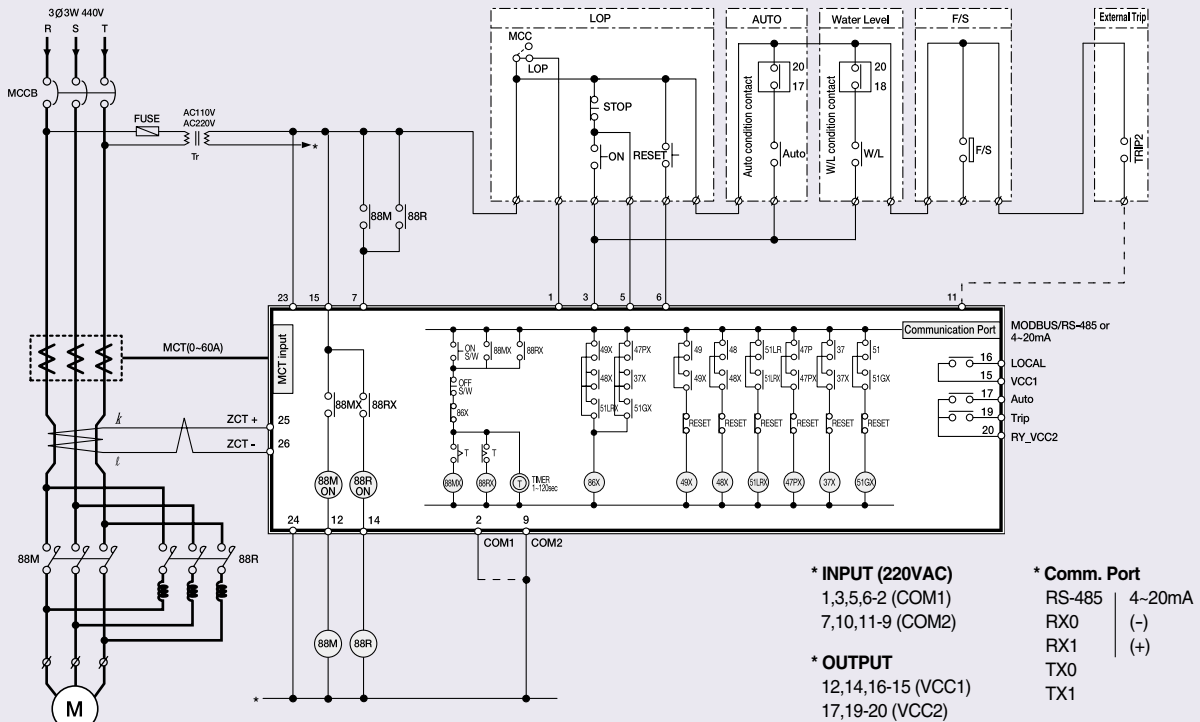 3Ø3W 440V
R S T
MCCB
FUSE
AC110V
AC220V
Tr
*
LOP
MCC
LOP
STOP
ON
RESET
AUTO
Auto condition contact
20
17
Auto
Water Level
W/L condition contact
20
18
W/L
F/S
F/S
External Trip
TRIP2
88M
88R
23 15 7 1 3 5 6 11
MCT(0~60A)
MCT input
ZCT +
ZCT -
k
ℓ
25
26
88MX
88RX
88M
ON
88R
ON
ON
S/W
88MX
88RX
OFF
S/W
86X
T
T
88MX
88RX
T
TIMER
1~120sec
49X
47PX
48X
37X
51LRX
51GX
86X
49 48 51LR 47P 37 51
49X 48X 51LRX 47PX 37X 51GX
RESET RESET RESET RESET RESET RESET
49X 48X 51LRX 47PX 37X 51GX
Communication Port
MODBUS/RS-485 or
4~20mA
16 LOCAL
15 VCC1
17 Auto
19 Trip
20 RY_VCC2
24 12 14 2 9
COM1
COM2
88M
88R
88M
88R
*
M
* INPUT (220VAC)
1,3,5,6-2 (COM1)
7,10,11-9 (COM2)
* OUTPUT
12,14,16-15 (VCC1)
17,19-20 (VCC2)
* Comm. Port
RS-485 4~20mA
RX0 (-)
RX1 (+)
TX0
TX1